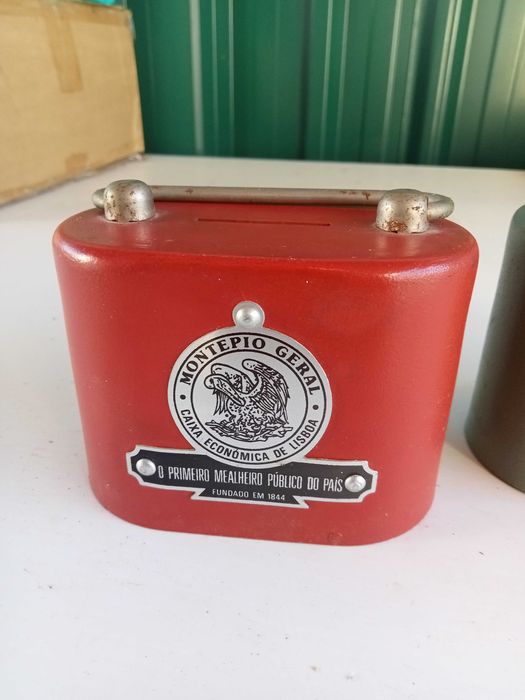 MONTEPIO GERAL
CAIXA ECONÓMICA DE LISBOA
O PRIMEIRO MEALHEIRO PÚBLICO DO PAÍS
FUNDADO EM 1844